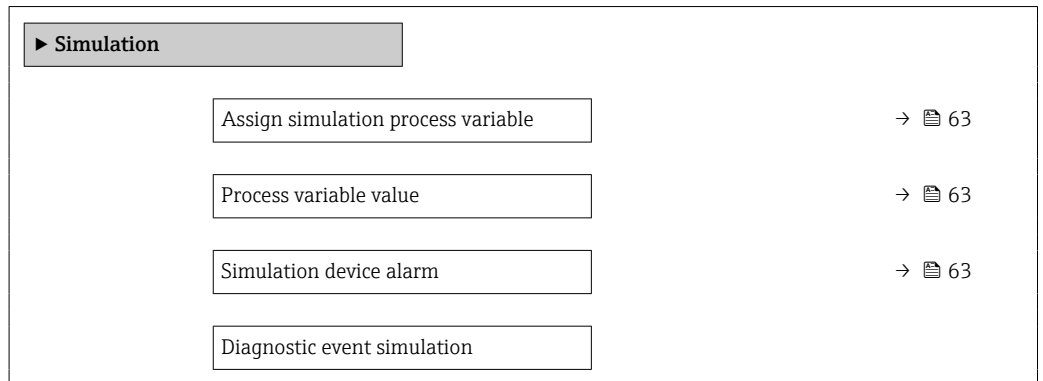 ▶ Simulation
Assign simulation process variable → 63
Process variable value → 63
Simulation device alarm → 63
Diagnostic event simulation